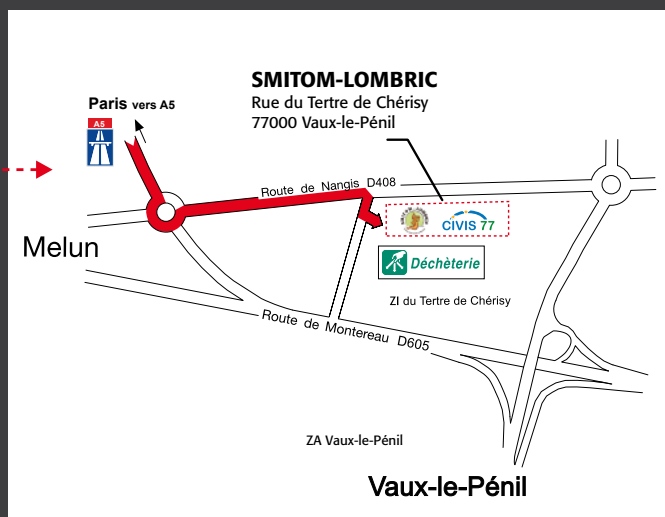 SMITOM-LOMBRIC
Rue du Tertre de Chérisy
77000 Vaux-le-Pénil
Paris vers A5
A5
Route de Nangis D408
CIVIS 77
Melun
Déchèterie
ZI du Tertre de Chérisy
Route de Montereau D605
ZA Vaux-le-Pénil
Vaux-le-Pénil